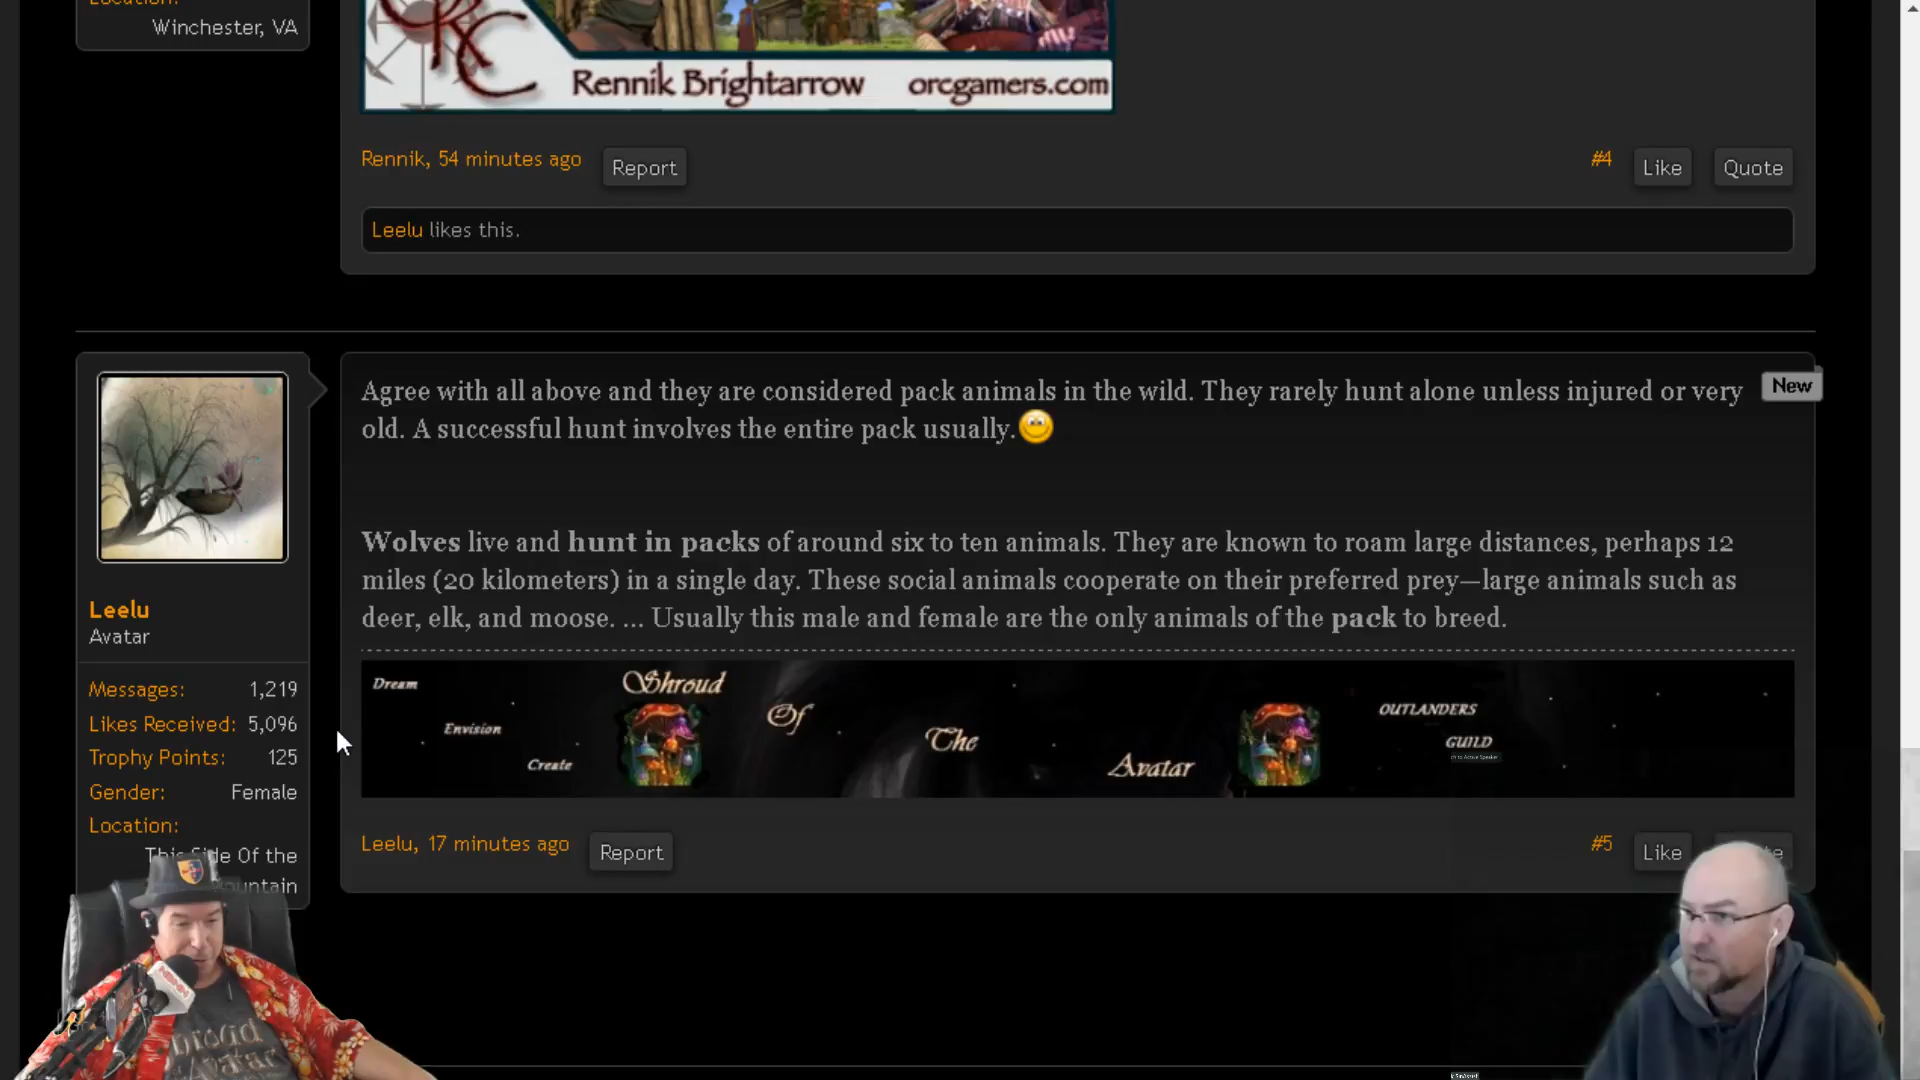 Location:
Winchester, VA
Rennik Brightarrow orcgamers.com
Rennik, 54 minutes ago Report #4 Like Quote
Leelu likes this.
Agree with all above and they are considered pack animals in the wild. They rarely hunt alone unless injured or very
old. A successful hunt involves the entire pack usually.
New
Wolves live and hunt in packs of around six to ten animals. They are known to roam large distances, perhaps 12
miles (20 kilometers) in a single day. These social animals cooperate on their preferred prey—large animals such as
deer, elk, and moose. ... Usually this male and female are the only animals of the pack to breed.
Leelu
Avatar
Messages: 1,219
Likes Received: 5,096
Trophy Points: 125
Gender: Female
Location:
This Side Of the
Mountain
Dream
Envision
Create
Shroud
Of
The
Avatar
OUTLANDERS
GUILD
Leelu, 17 minutes ago Report #5 Like